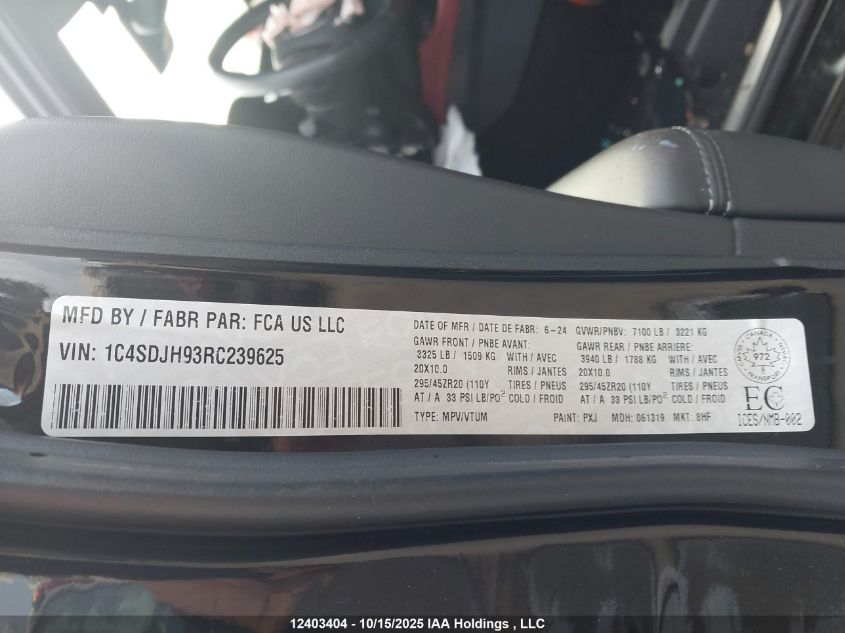 MFD BY / FABR PAR: FCA US LLC
VIN: 1C4SDJH93RC239625
DATE OF MFR / DATE DE FABR: 6-24 GVWR/PNBV: 7100 LB / 3221 KG
GAWR FRONT / PNBE AVANT: GAWR REAR / PNBE ARRIERE:
3325 LB / 1509 KG WITH / AVEC 3940 LB / 1788 KG WITH / AVEC
20X10.0 RIMS / JANTES 20X10.0 RIMS / JANTES
295/45ZR20 (110Y TIRES / PNEUS 295/45ZR20 (110Y TIRES / PNEUS
AT / A 33 PSI LB/PO² COLD / FROID AT / A 33 PSI LB/PO² COLD / FROID
TYPE: MPV/VTUM PAINT: PXJ MDH: 061319 MKT: 8HF
CANADA
972
TRANSPORT
EC
ICES/NMB-002
12403404 - 10/15/2025 IAA Holdings , LLC